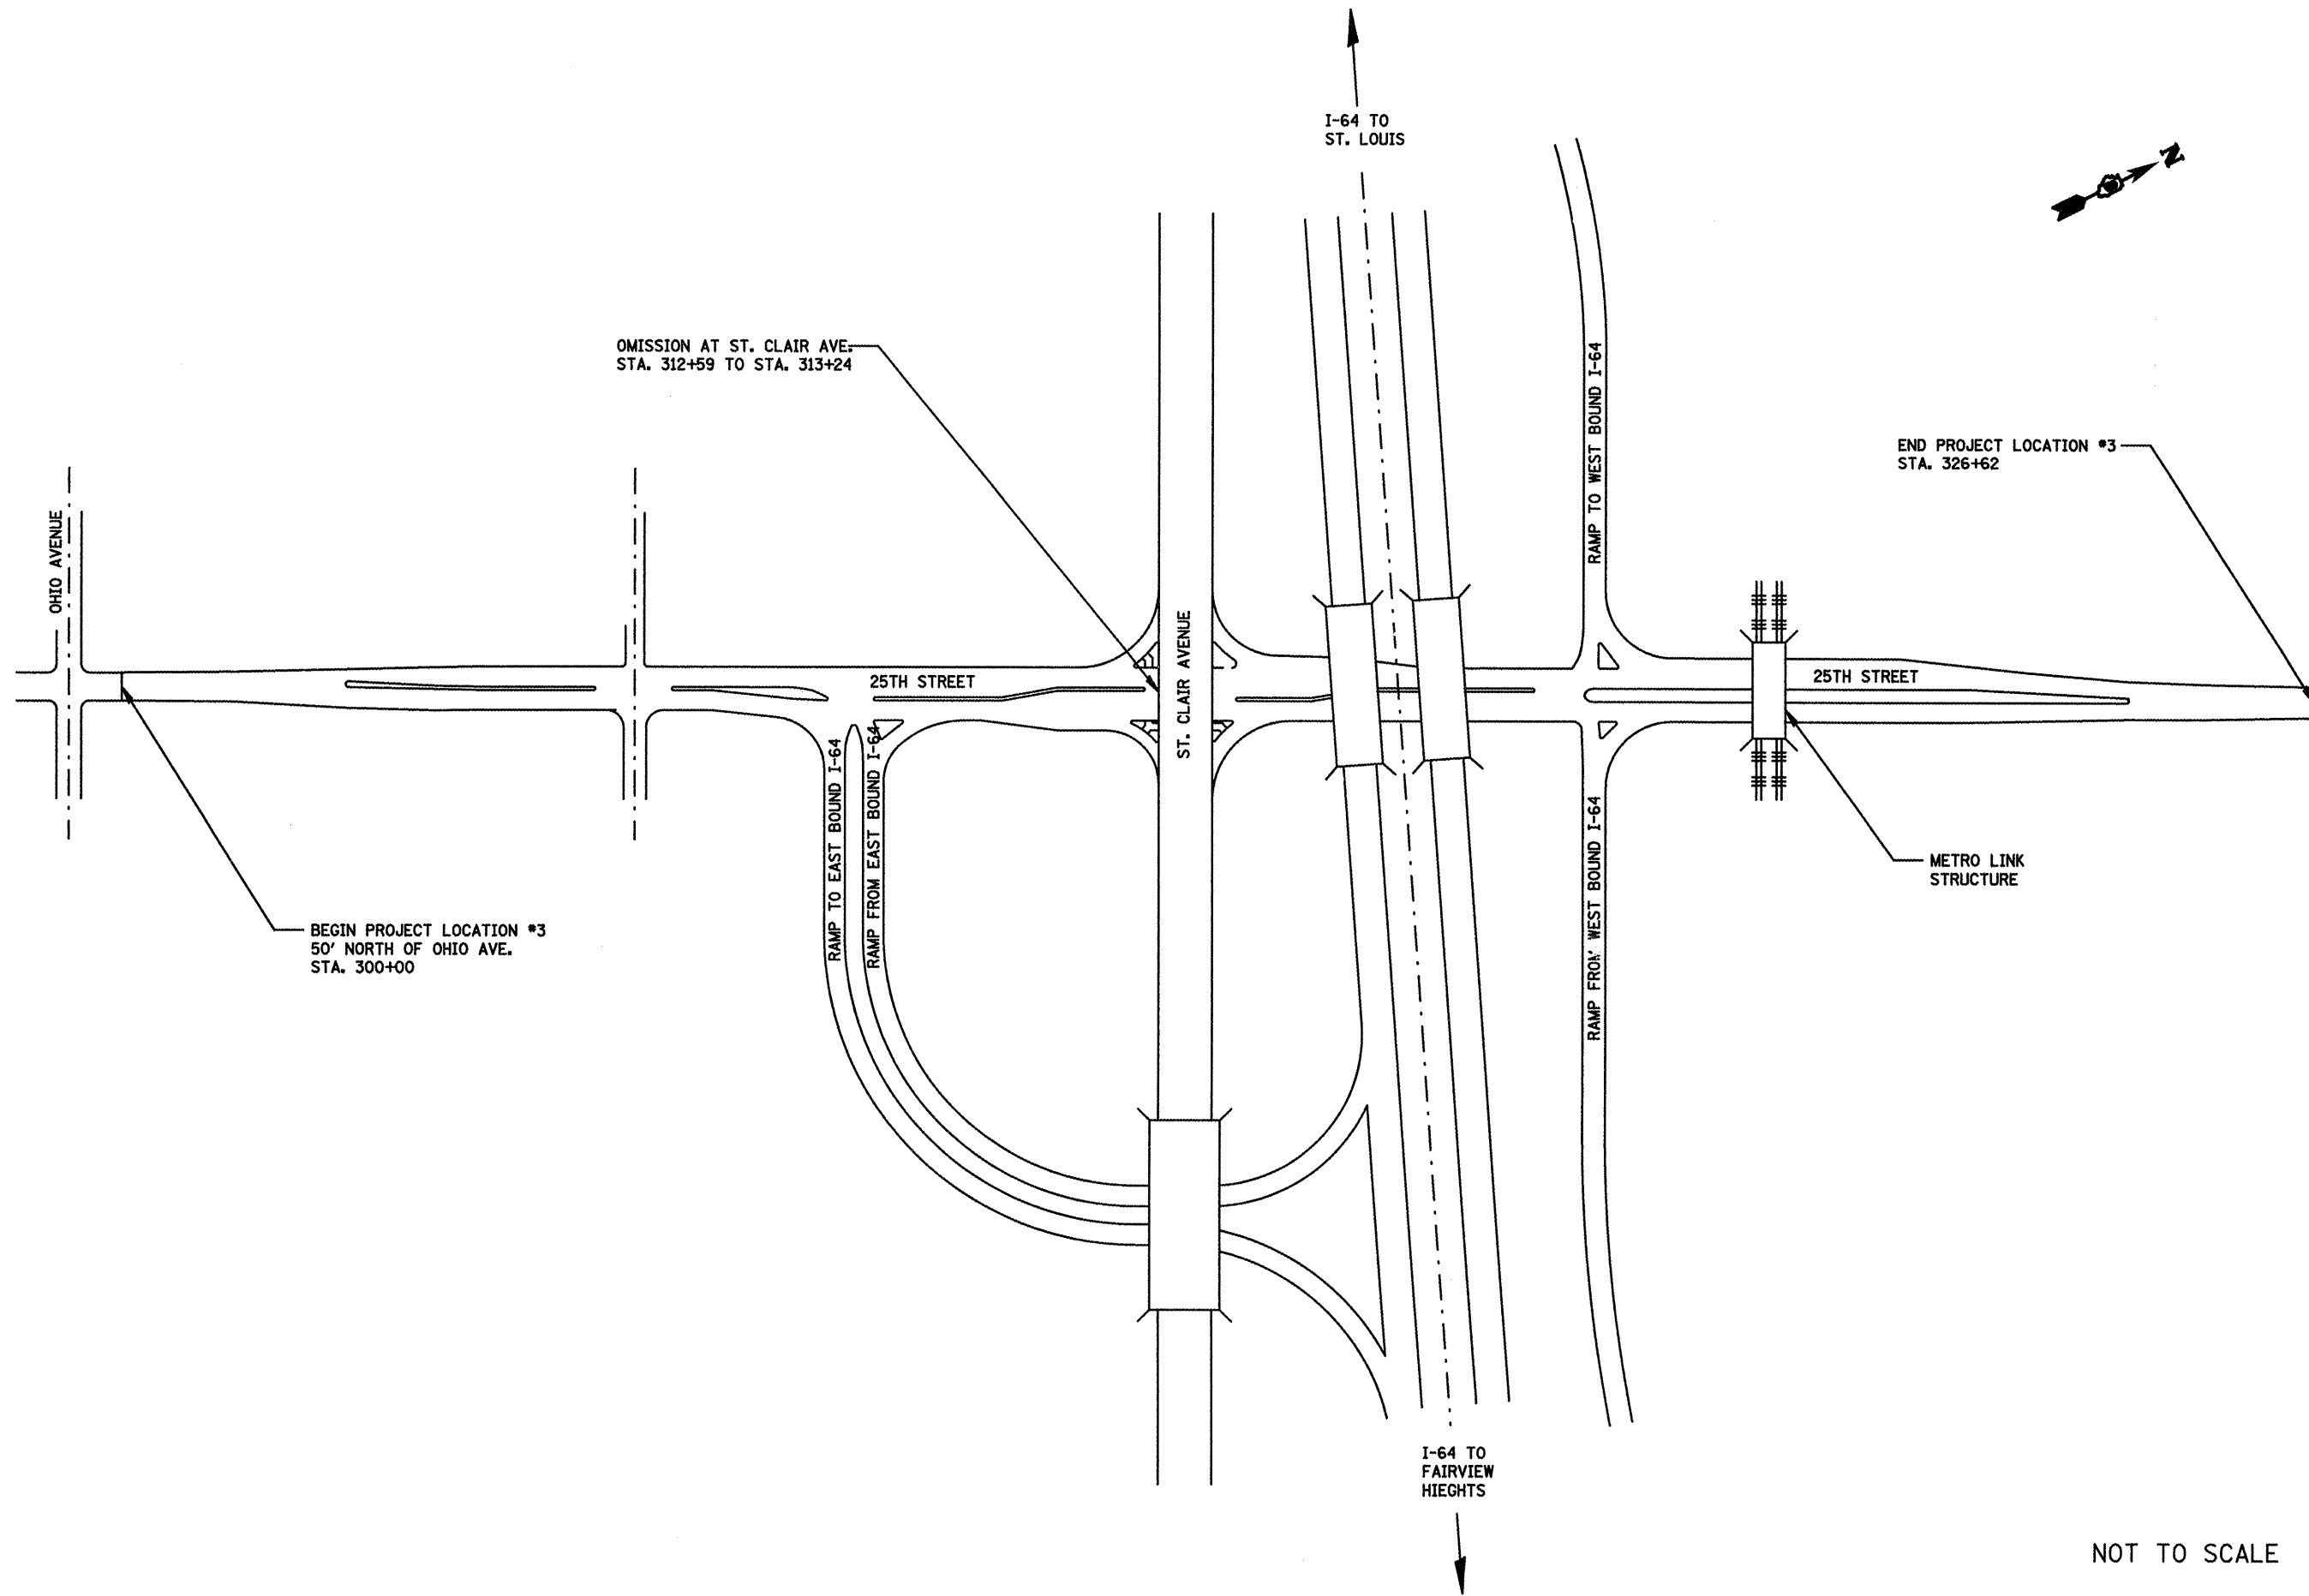 I-64 TO
ST. LOUIS
N
OMISSION AT ST. CLAIR AVE.
STA. 312+59 TO STA. 313+24
RAMP TO WEST BOUND I-64
END PROJECT LOCATION #3
STA. 326+62
OHIO AVENUE
25TH STREET
ST. CLAIR AVENUE
25TH STREET
RAMP TO EAST BOUND I-64
RAMP FROM EAST BOUND I-64
RAMP FROM WEST BOUND I-64
METRO LINK
STRUCTURE
BEGIN PROJECT LOCATION #3
50' NORTH OF OHIO AVE.
STA. 300+00
I-64 TO
FAIRVIEW
HIEGHTS
NOT TO SCALE